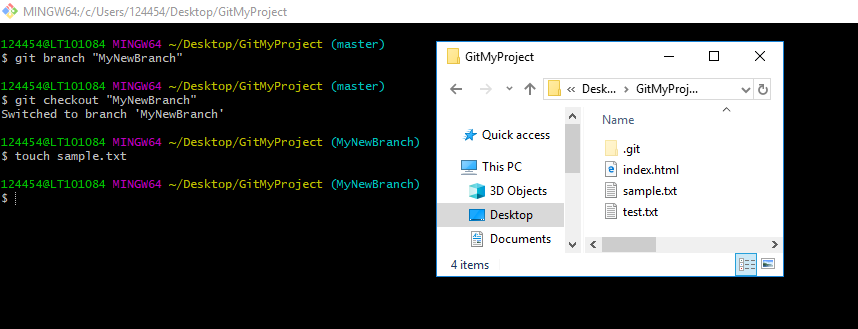 MINGW64:/c/Users/124454/Desktop/GitMyProject
124454@LT101084 MINGW64 ~/Desktop/GitMyProject (master)
$ git branch "MyNewBranch"
124454@LT101084 MINGW64 ~/Desktop/GitMyProject (master)
$ git checkout "MyNewBranch"
Switched to branch 'MyNewBranch'
124454@LT101084 MINGW64 ~/Desktop/GitMyProject (MyNewBranch)
$ touch sample.txt
124454@LT101084 MINGW64 ~/Desktop/GitMyProject (MyNewBranch)
$
GitMyProject
« Desk... > GitMyProj...
Quick access
This PC
3D Objects
Desktop
Documents
Name
.git
index.html
sample.txt
test.txt
4 items